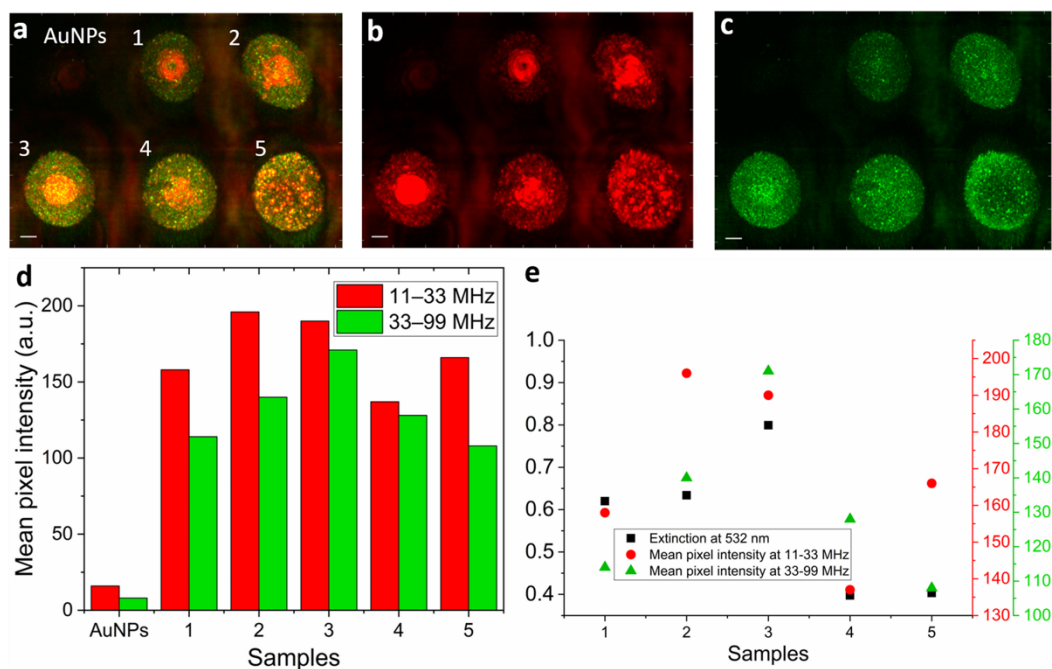 a
AuNPs
1
2
3
4
5
b
c
d
Mean pixel intensity (a.u.)
200
150
100
50
0
11–33 MHz
33–99 MHz
AuNPs 1 2 3 4 5
Samples
e
1.0
0.9
0.8
0.7
0.6
0.5
0.4
Extinction at 532 nm
Mean pixel intensity at 11-33 MHz
Mean pixel intensity at 33-99 MHz
1 2 3 4 5
Samples
200
190
180
170
160
150
140
130
180
170
160
150
140
130
120
110
100